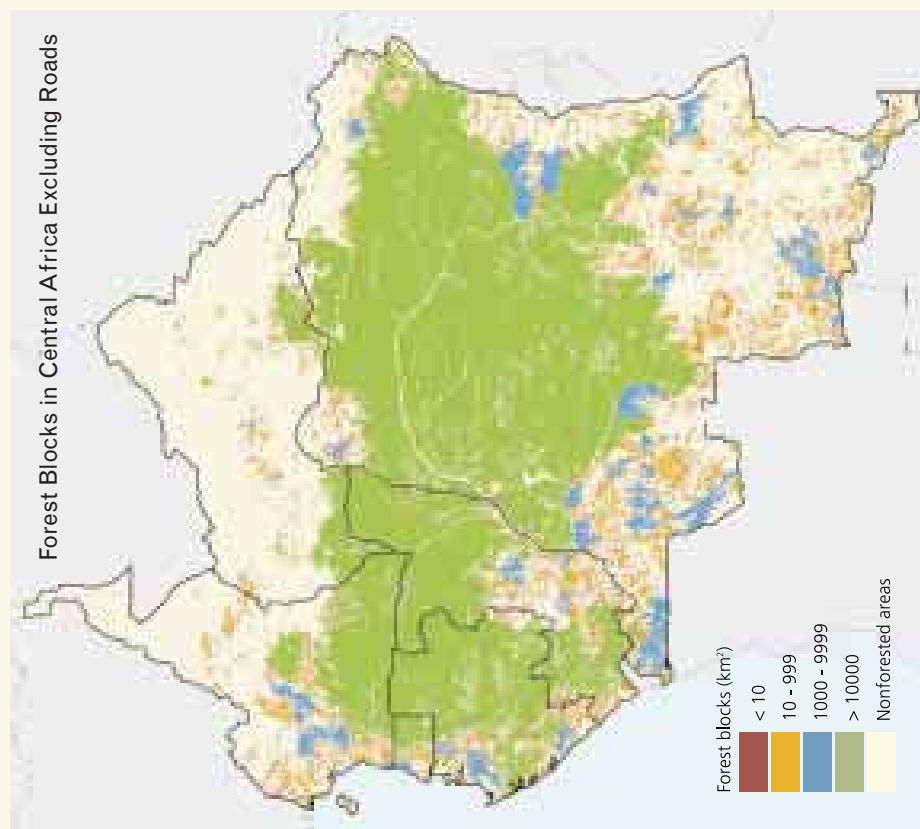 Forest Blocks in Central Africa Excluding Roads
Forest blocks (km²)
< 10
10 - 999
1000 - 9999
> 10000
Nonforested areas